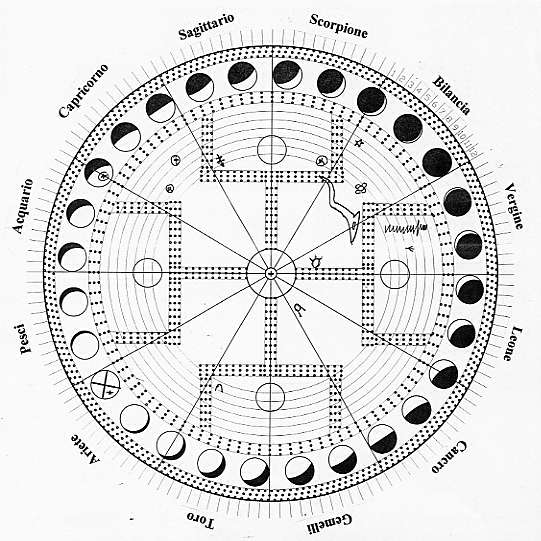 Sagittario
Scorpione
Bilancia
Vergine
Leone
Cancro
Gemelli
Toro
Ariete
Pesci
Acquario
Capricorno